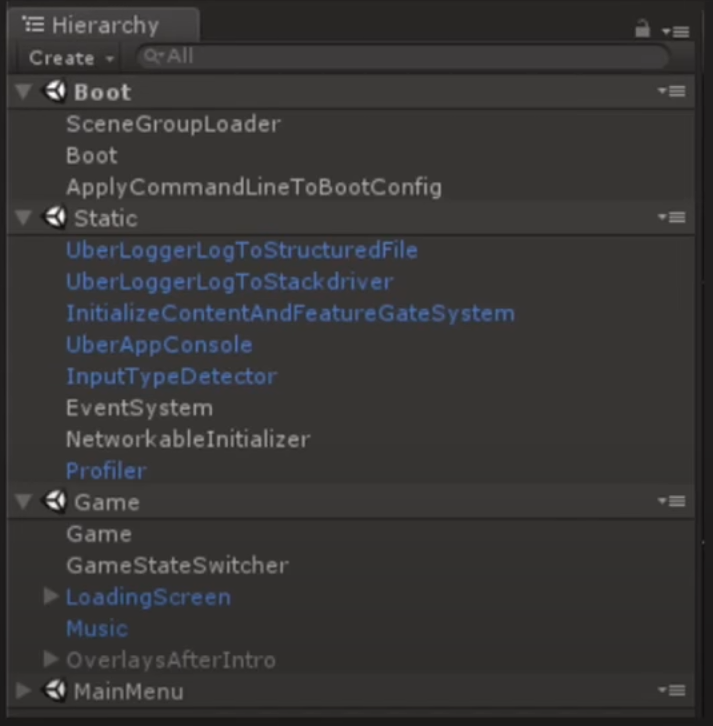 Hierarchy
Create All
Boot
SceneGroupLoader
Boot
ApplyCommandLineToBootConfig
Static
UberLoggerLogToStructuredFile
UberLoggerLogToStackdriver
InitializeContentAndFeatureGateSystem
UberAppConsole
InputTypeDetector
EventSystem
NetworkableInitializer
Profiler
Game
Game
GameStateSwitcher
LoadingScreen
Music
OverlaysAfterIntro
MainMenu